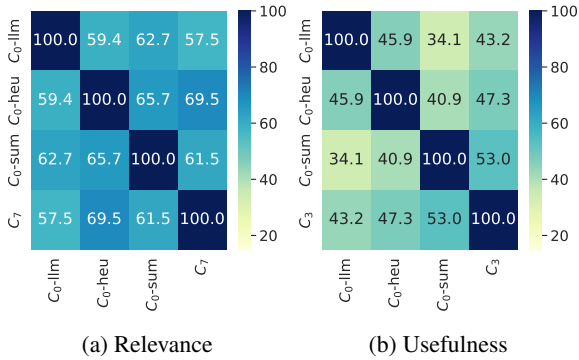 C₀-llm 100.0 59.4 62.7 57.5
C₀-heu 59.4 100.0 65.7 69.5
C₀-sum 62.7 65.7 100.0 61.5
C₇ 57.5 69.5 61.5 100.0
C₀-llm C₀-heu C₀-sum C₇
100
80
60
40
20
(a) Relevance
C₀-llm 100.0 45.9 34.1 43.2
C₀-heu 45.9 100.0 40.9 47.3
C₀-sum 34.1 40.9 100.0 53.0
C₃ 43.2 47.3 53.0 100.0
C₀-llm C₀-heu C₀-sum C₃
100
80
60
40
20
(b) Usefulness